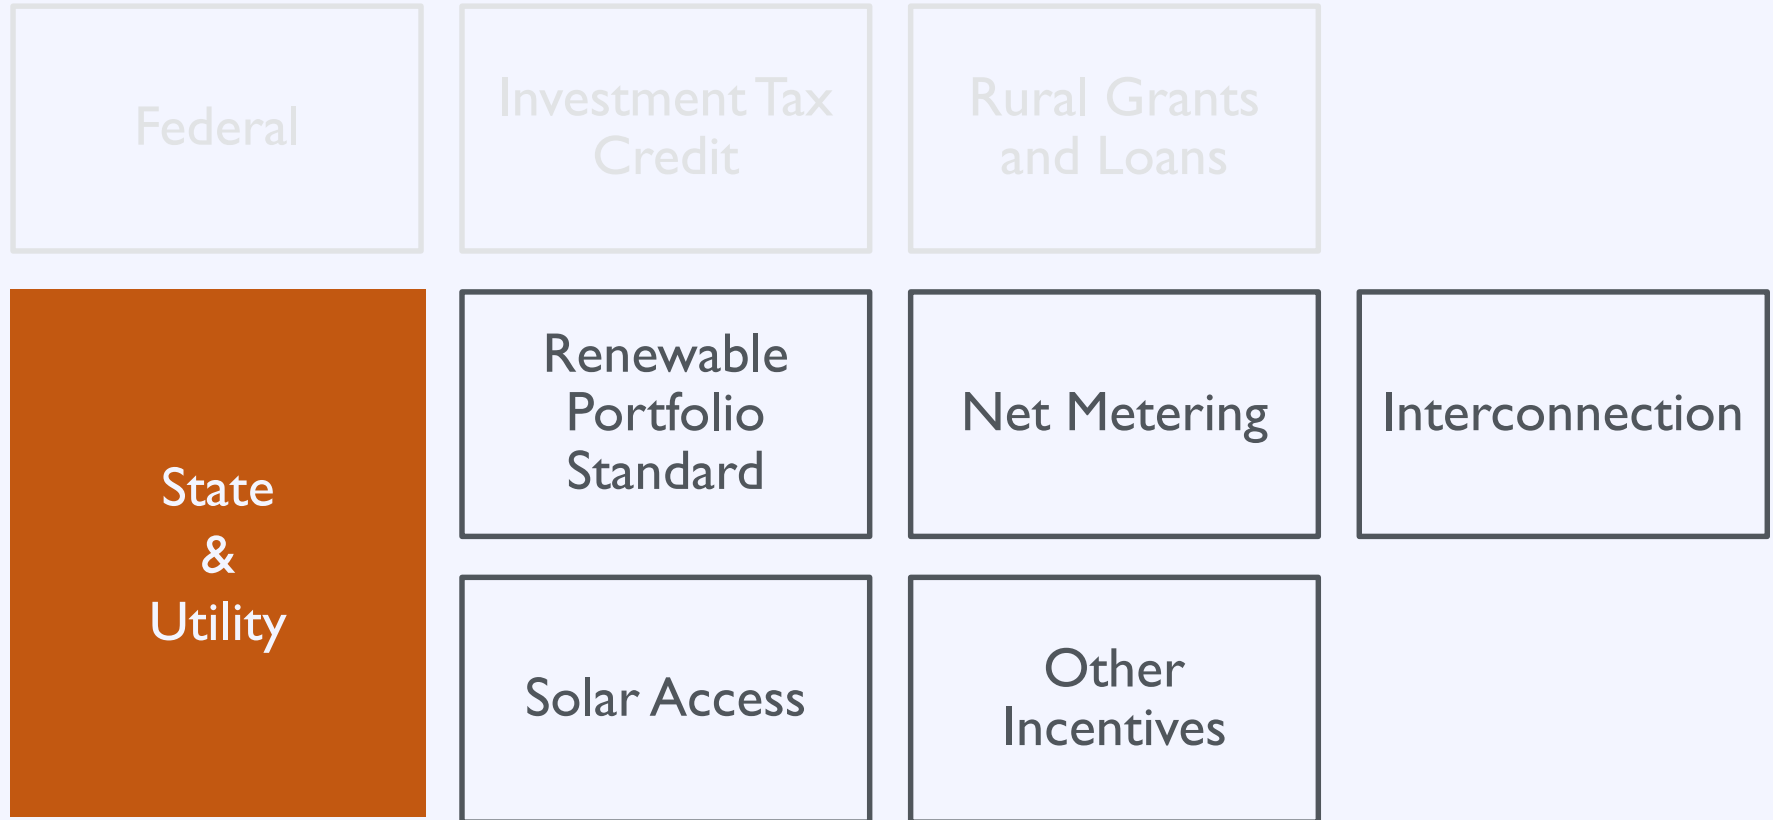 Federal
Investment Tax
Credit
Rural Grants
and Loans
State
&
Utility
Renewable
Portfolio
Standard
Net Metering
Interconnection
Solar Access
Other
Incentives